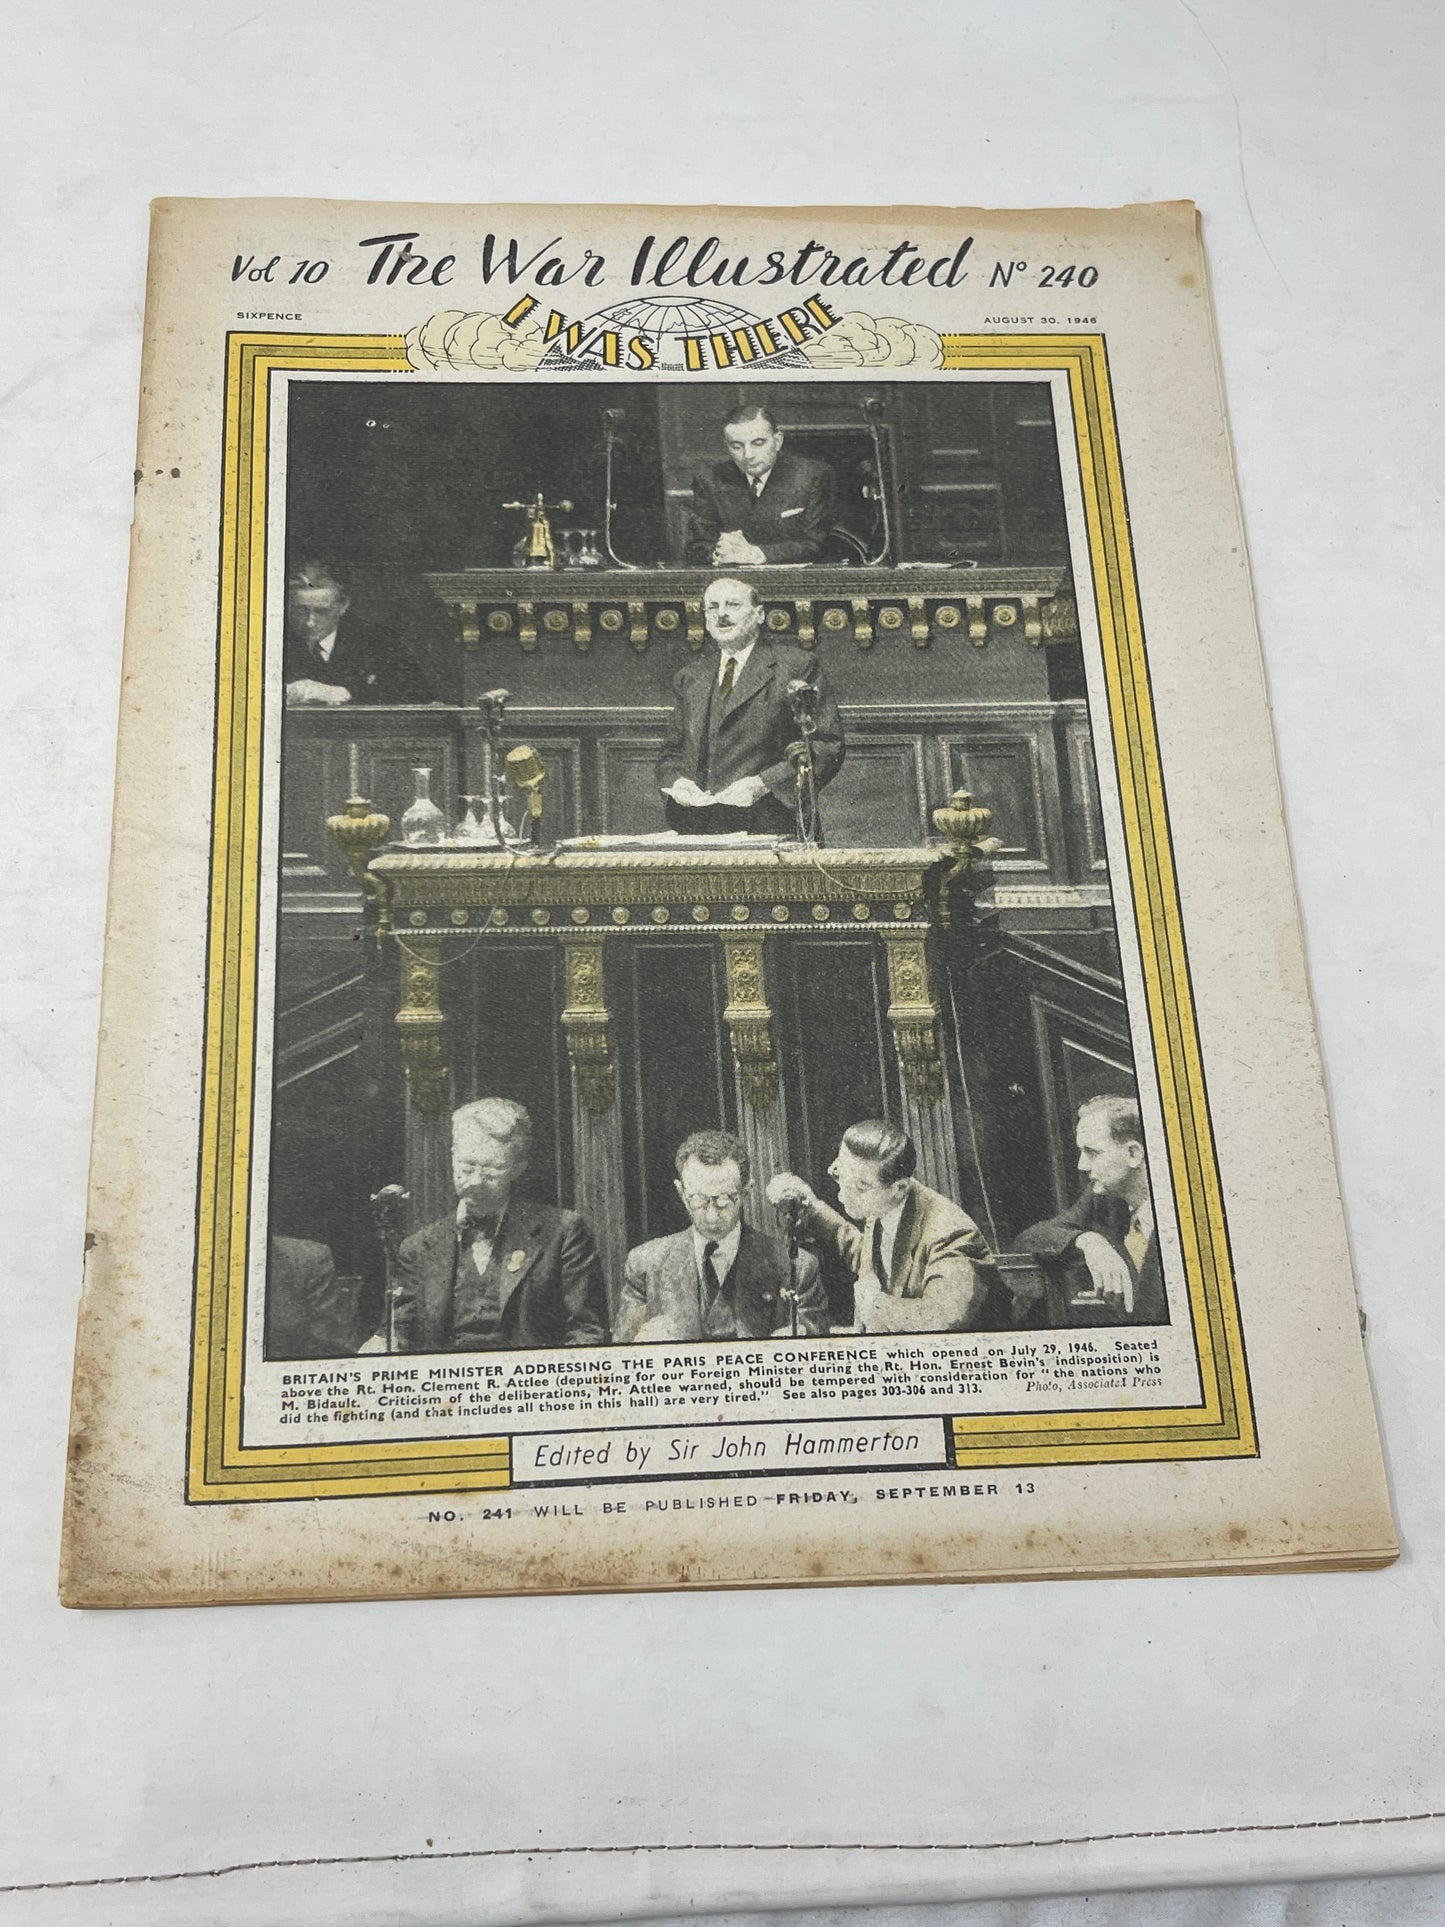 Vol 10 The War Illustrated Nº 240
SIXPENCE
AUGUST 30. 1946
I WAS THERE
BRITAIN'S PRIME MINISTER ADDRESSING THE PARIS PEACE CONFERENCE which opened on July 29, 1946. Seated
above the Rt. Hon. Clement R. Attlee (deputizing for our Foreign Minister during the Rt. Hon. Ernest Bevin's indisposition) is
M. Bidault. Criticism of the deliberations, Mr. Attlee warned, should be tempered with consideration for "the nations who
did the fighting (and that includes all those in this hall) are very tired." See also pages 303-306 and 313. Photo, Associated Press
Edited by Sir John Hammerton
NO. 241 WILL BE PUBLISHED FRIDAY, SEPTEMBER 13